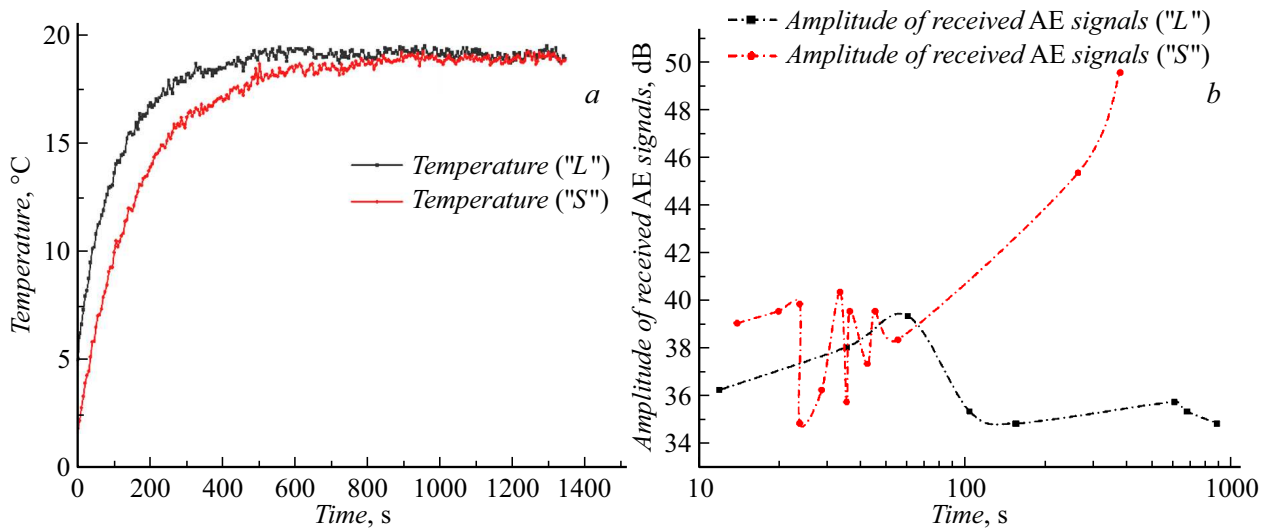 20
15
10
5
0
Temperature, °C
a
Temperature ("L")
Temperature ("S")
0 200 400 600 800 1000 1200 1400
Time, s
Amplitude of received AE signals ("L")
Amplitude of received AE signals ("S")
50
48
46
44
42
40
38
36
34
Amplitude of received AE signals, dB
b
10 100 1000
Time, s